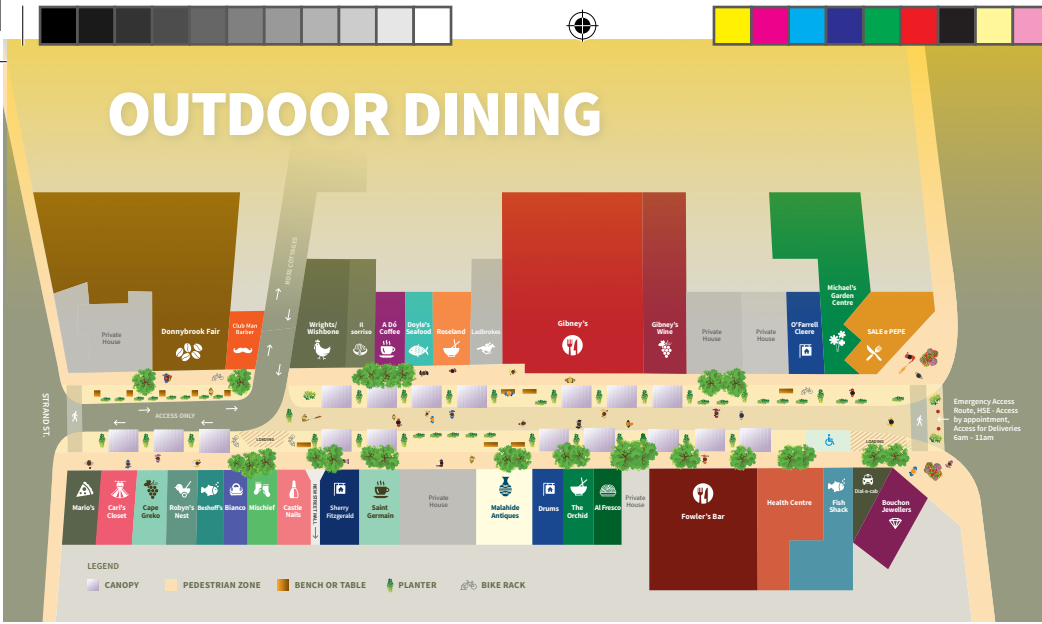 OUTDOOR DINING
ROSE COTTAGES
Private
House
Donnybrook Fair
Club Man
Barber
Wrights/
Wishbone
Il
sorriso
A Dó
Coffee
Doyle's
Seafood
Roseland
Ladbrokes
Gibney's
Gibney's
Wine
Private
House
Private
House
O'Farrell
Cleere
Michael's
Garden
Centre
SALE e PEPE
STRAND ST.
ACCESS ONLY
LOADING
LOADING
Emergency Access
Route, HSE - Access
by appointment,
Access for Deliveries
6am – 11am
Mario's
Carl's
Closet
Cape
Greko
Robyn's
Nest
Beshoff's
Bianco
Mischief
Castle
Nails
NEW STREET MALL
Sherry
Fitzgerald
Saint
Germain
Private
House
Malahide
Antiques
Drums
The
Orchid
Al Fresco
Private
House
Fowler's Bar
Health Centre
Fish
Shack
Dial-a-cab
Bouchon
Jewellers
LEGEND
CANOPY
PEDESTRIAN ZONE
BENCH OR TABLE
PLANTER
BIKE RACK